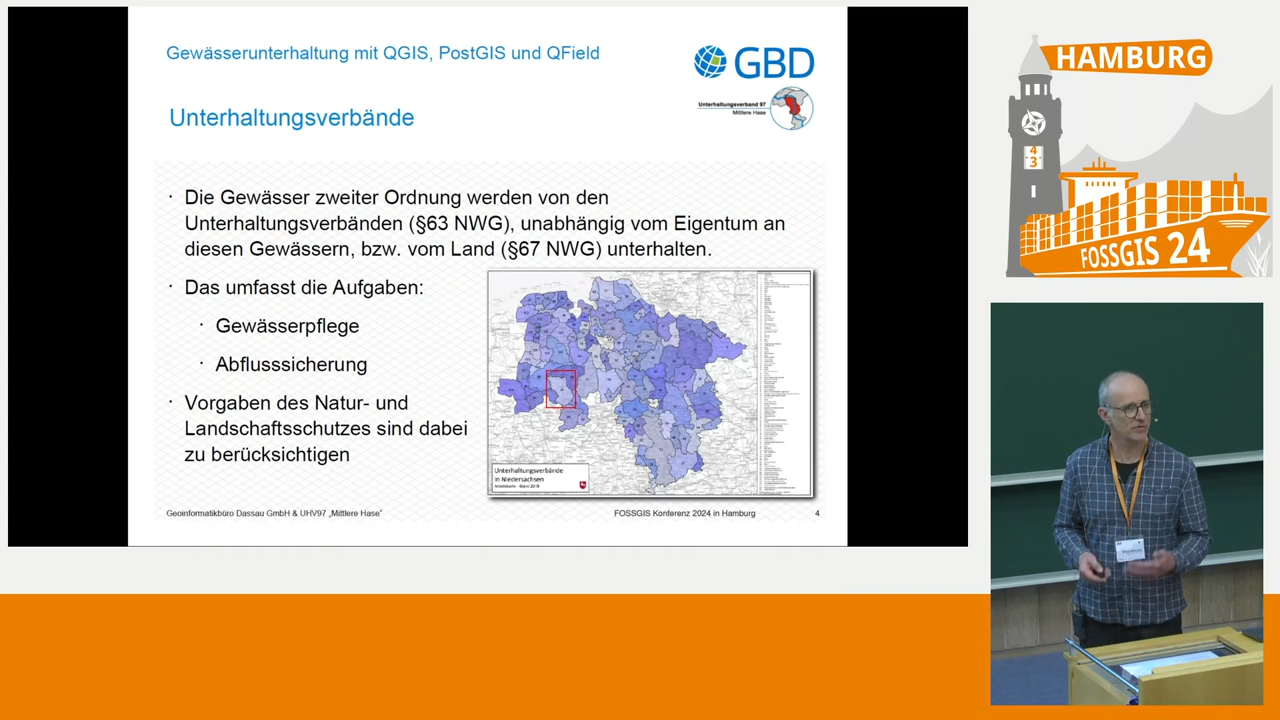 Gewässerunterhaltung mit QGIS, PostGIS und QField
GBD
Unterhaltungsverband 97
Mittlere Hase
Unterhaltungsverbände
· Die Gewässer zweiter Ordnung werden von den
Unterhaltungsverbänden (§63 NWG), unabhängig vom Eigentum an
diesen Gewässern, bzw. vom Land (§67 NWG) unterhalten.
· Das umfasst die Aufgaben:
· Gewässerpflege
· Abflusssicherung
· Vorgaben des Natur- und
Landschaftsschutzes sind dabei
zu berücksichtigen
Unterhaltungsverbände
in Niedersachsen
Geoinformatikbüro Dassau GmbH & UHV97 „Mittlere Hase"
FOSSGIS Konferenz 2024 in Hamburg
4
HAMBURG
4
3
FOSSGIS 24